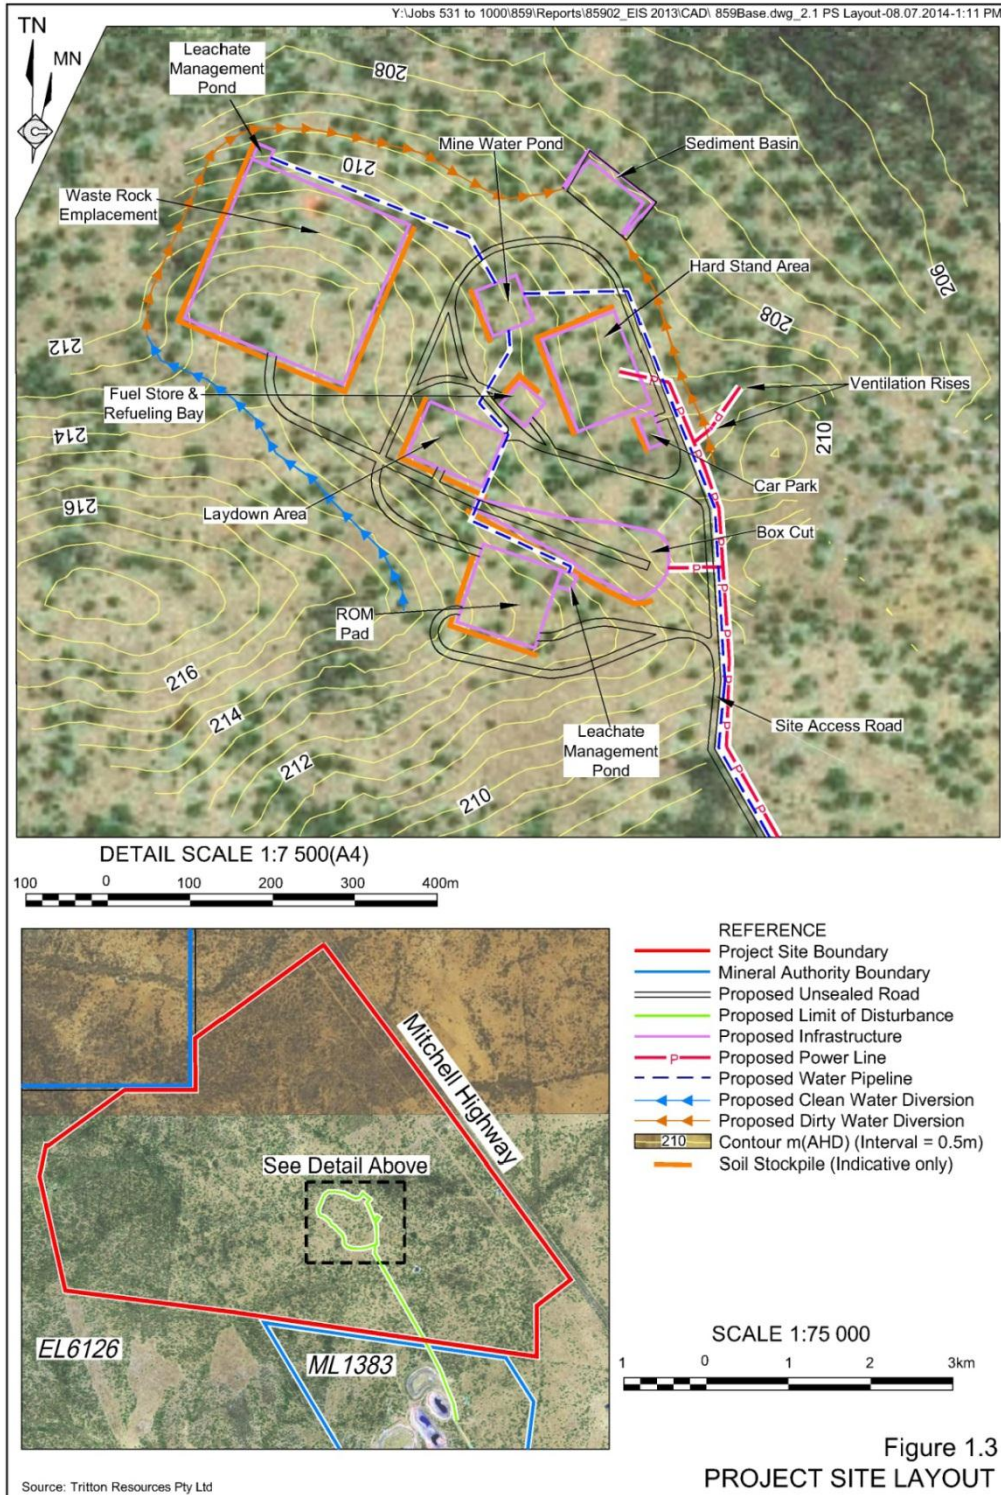 Y:\Jobs 531 to 1000\859\Reports\85902_EIS 2013\CAD\ 859Base.dwg_2.1 PS Layout-08.07.2014-1:11 PM
TN
MN
Leachate
Management
Pond
208
Mine Water Pond
Sediment Basin
210
Waste Rock
Emplacement
Hard Stand Area
206
208
212
Fuel Store &
Refueling Bay
P
Ventilation Rises
P
P
P
214
210
P
Car Park
216
Laydown Area
P
Box Cut
P
P
ROM
Pad
P
216
P
214
Leachate
Management
Pond
Site Access Road
P
212
P
210
P
DETAIL SCALE 1:7 500(A4)
100 0 100 200 300 400m
REFERENCE
Project Site Boundary
Mineral Authority Boundary
Proposed Unsealed Road
Proposed Limit of Disturbance
Proposed Infrastructure
P Proposed Power Line
Proposed Water Pipeline
Proposed Clean Water Diversion
Proposed Dirty Water Diversion
210 Contour m(AHD) (Interval = 0.5m)
Soil Stockpile (Indicative only)
Mitchell Highway
See Detail Above
EL6126
ML1383
SCALE 1:75 000
1 0 1 2 3km
Figure 1.3
PROJECT SITE LAYOUT
Source: Tritton Resources Pty Ltd